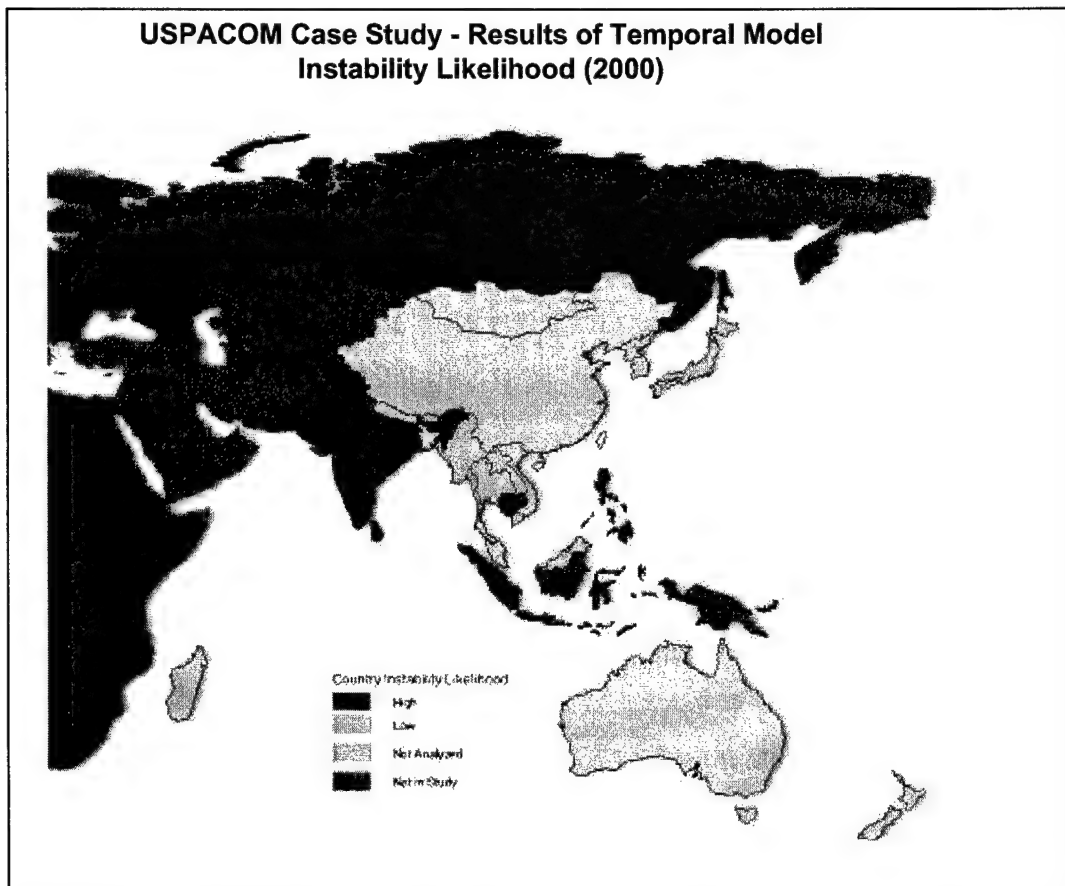 USPACOM Case Study - Results of Temporal Model
Instability Likelihood (2000)
Country Instability Likelihood
High
Low
Not Analyzed
Not in Study